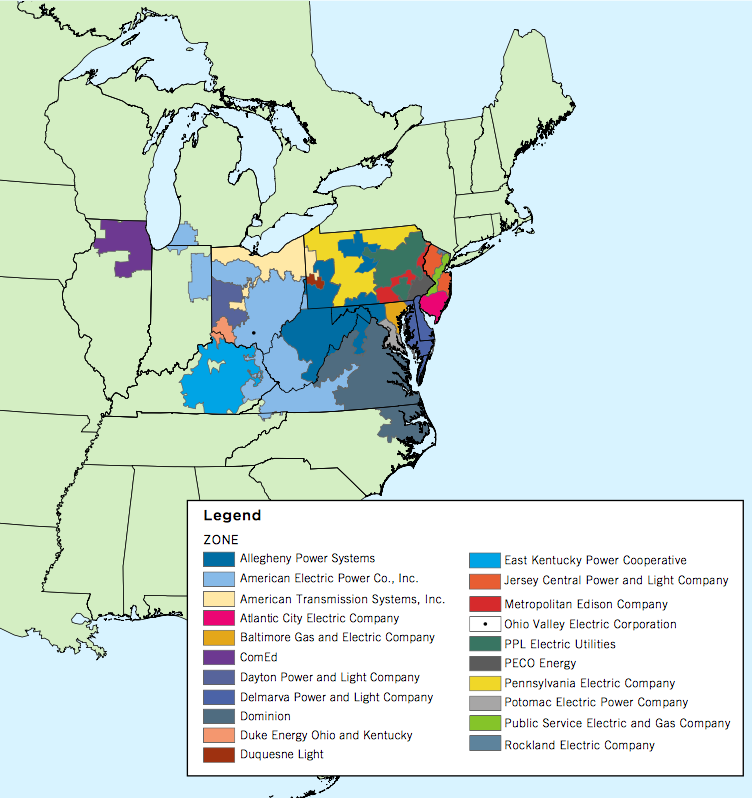 Legend
ZONE
Allegheny Power Systems
American Electric Power Co., Inc.
American Transmission Systems, Inc.
Atlantic City Electric Company
Baltimore Gas and Electric Company
ComEd
Dayton Power and Light Company
Delmarva Power and Light Company
Dominion
Duke Energy Ohio and Kentucky
Duquesne Light
East Kentucky Power Cooperative
Jersey Central Power and Light Company
Metropolitan Edison Company
Ohio Valley Electric Corporation
PPL Electric Utilities
PECO Energy
Pennsylvania Electric Company
Potomac Electric Power Company
Public Service Electric and Gas Company
Rockland Electric Company